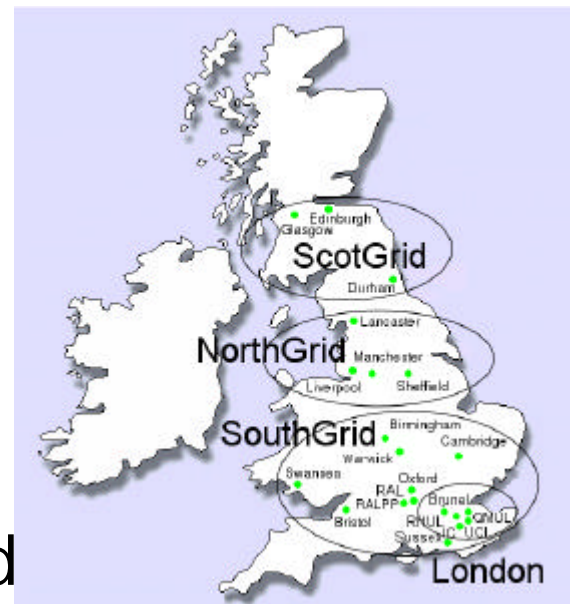 Edinburgh
Glasgow
ScotGrid
Durham
Lancaster
NorthGrid
Manchester
Liverpool
Sheffield
SouthGrid
Birmingham
Warwick
Cambridge
Swansea
Oxford
RAL
RALPP
Brunel
Bristol
RHUL
QMUL
IC
UCL
Sussex
London
d